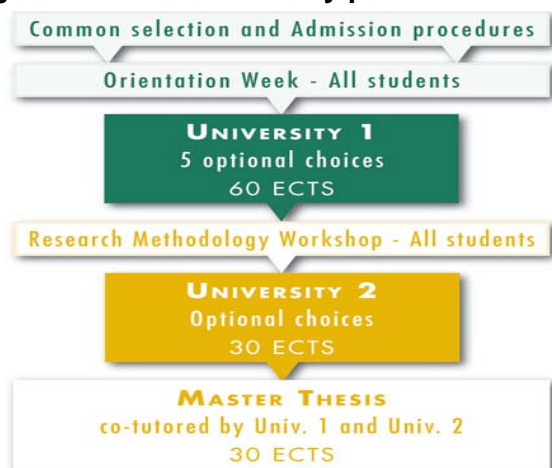 Common selection and Admission procedures
Orientation Week - All students
UNIVERSITY 1
5 optional choices
60 ECTS
Research Methodology Workshop - All students
UNIVERSITY 2
Optional choices
30 ECTS
MASTER THESIS
co-tutored by Univ. 1 and Univ. 2
30 ECTS